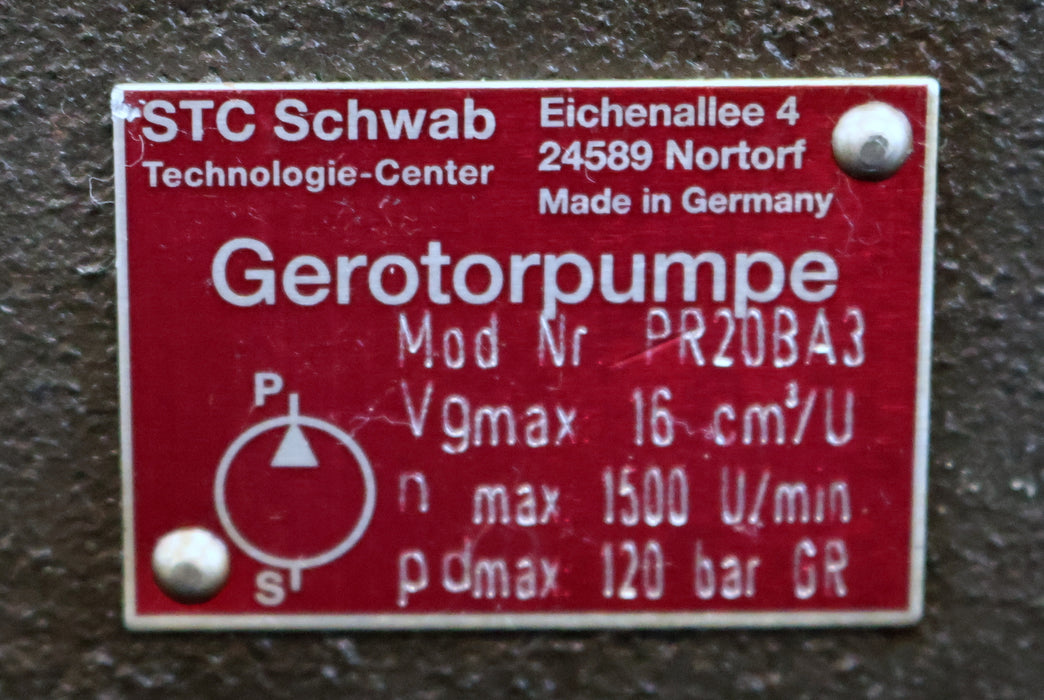 STC Schwab
Technologie-Center
Eichenallee 4
24589 Nortorf
Made in Germany
Gerotorpumpe
Mod Nr PR20BA3
Vgmax 16 cm³/U
n max 1500 U/min
pdmax 120 bar GR
P
S